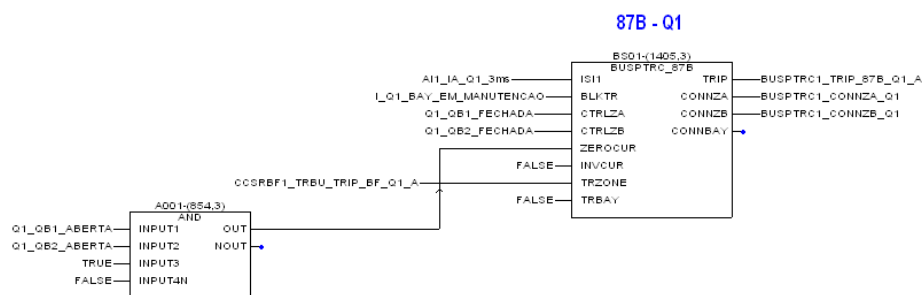 87B - Q1
BS01-(1405,3)
BUSPTRC_87B
AI1_IA_Q1_3ms ISI1 TRIP BUSPTRC1_TRIP_87B_Q1_A
I_Q1_BAY_EM_MANUTENCAO BLKTR CONNZA BUSPTRC1_CONNZA_Q1
Q1_QB1_FECHADA CTRLZA CONNZB BUSPTRC1_CONNZB_Q1
Q1_QB2_FECHADA CTRLZB CONNBAY
ZEROCUR
FALSE INVCUR
CCSRBF1_TRBU_TRIP_BF_Q1_A TRZONE
FALSE TRBAY
A001-(854,3)
AND
Q1_QB1_ABERTA INPUT1 OUT
Q1_QB2_ABERTA INPUT2 NOUT
TRUE INPUT3
FALSE INPUT4N